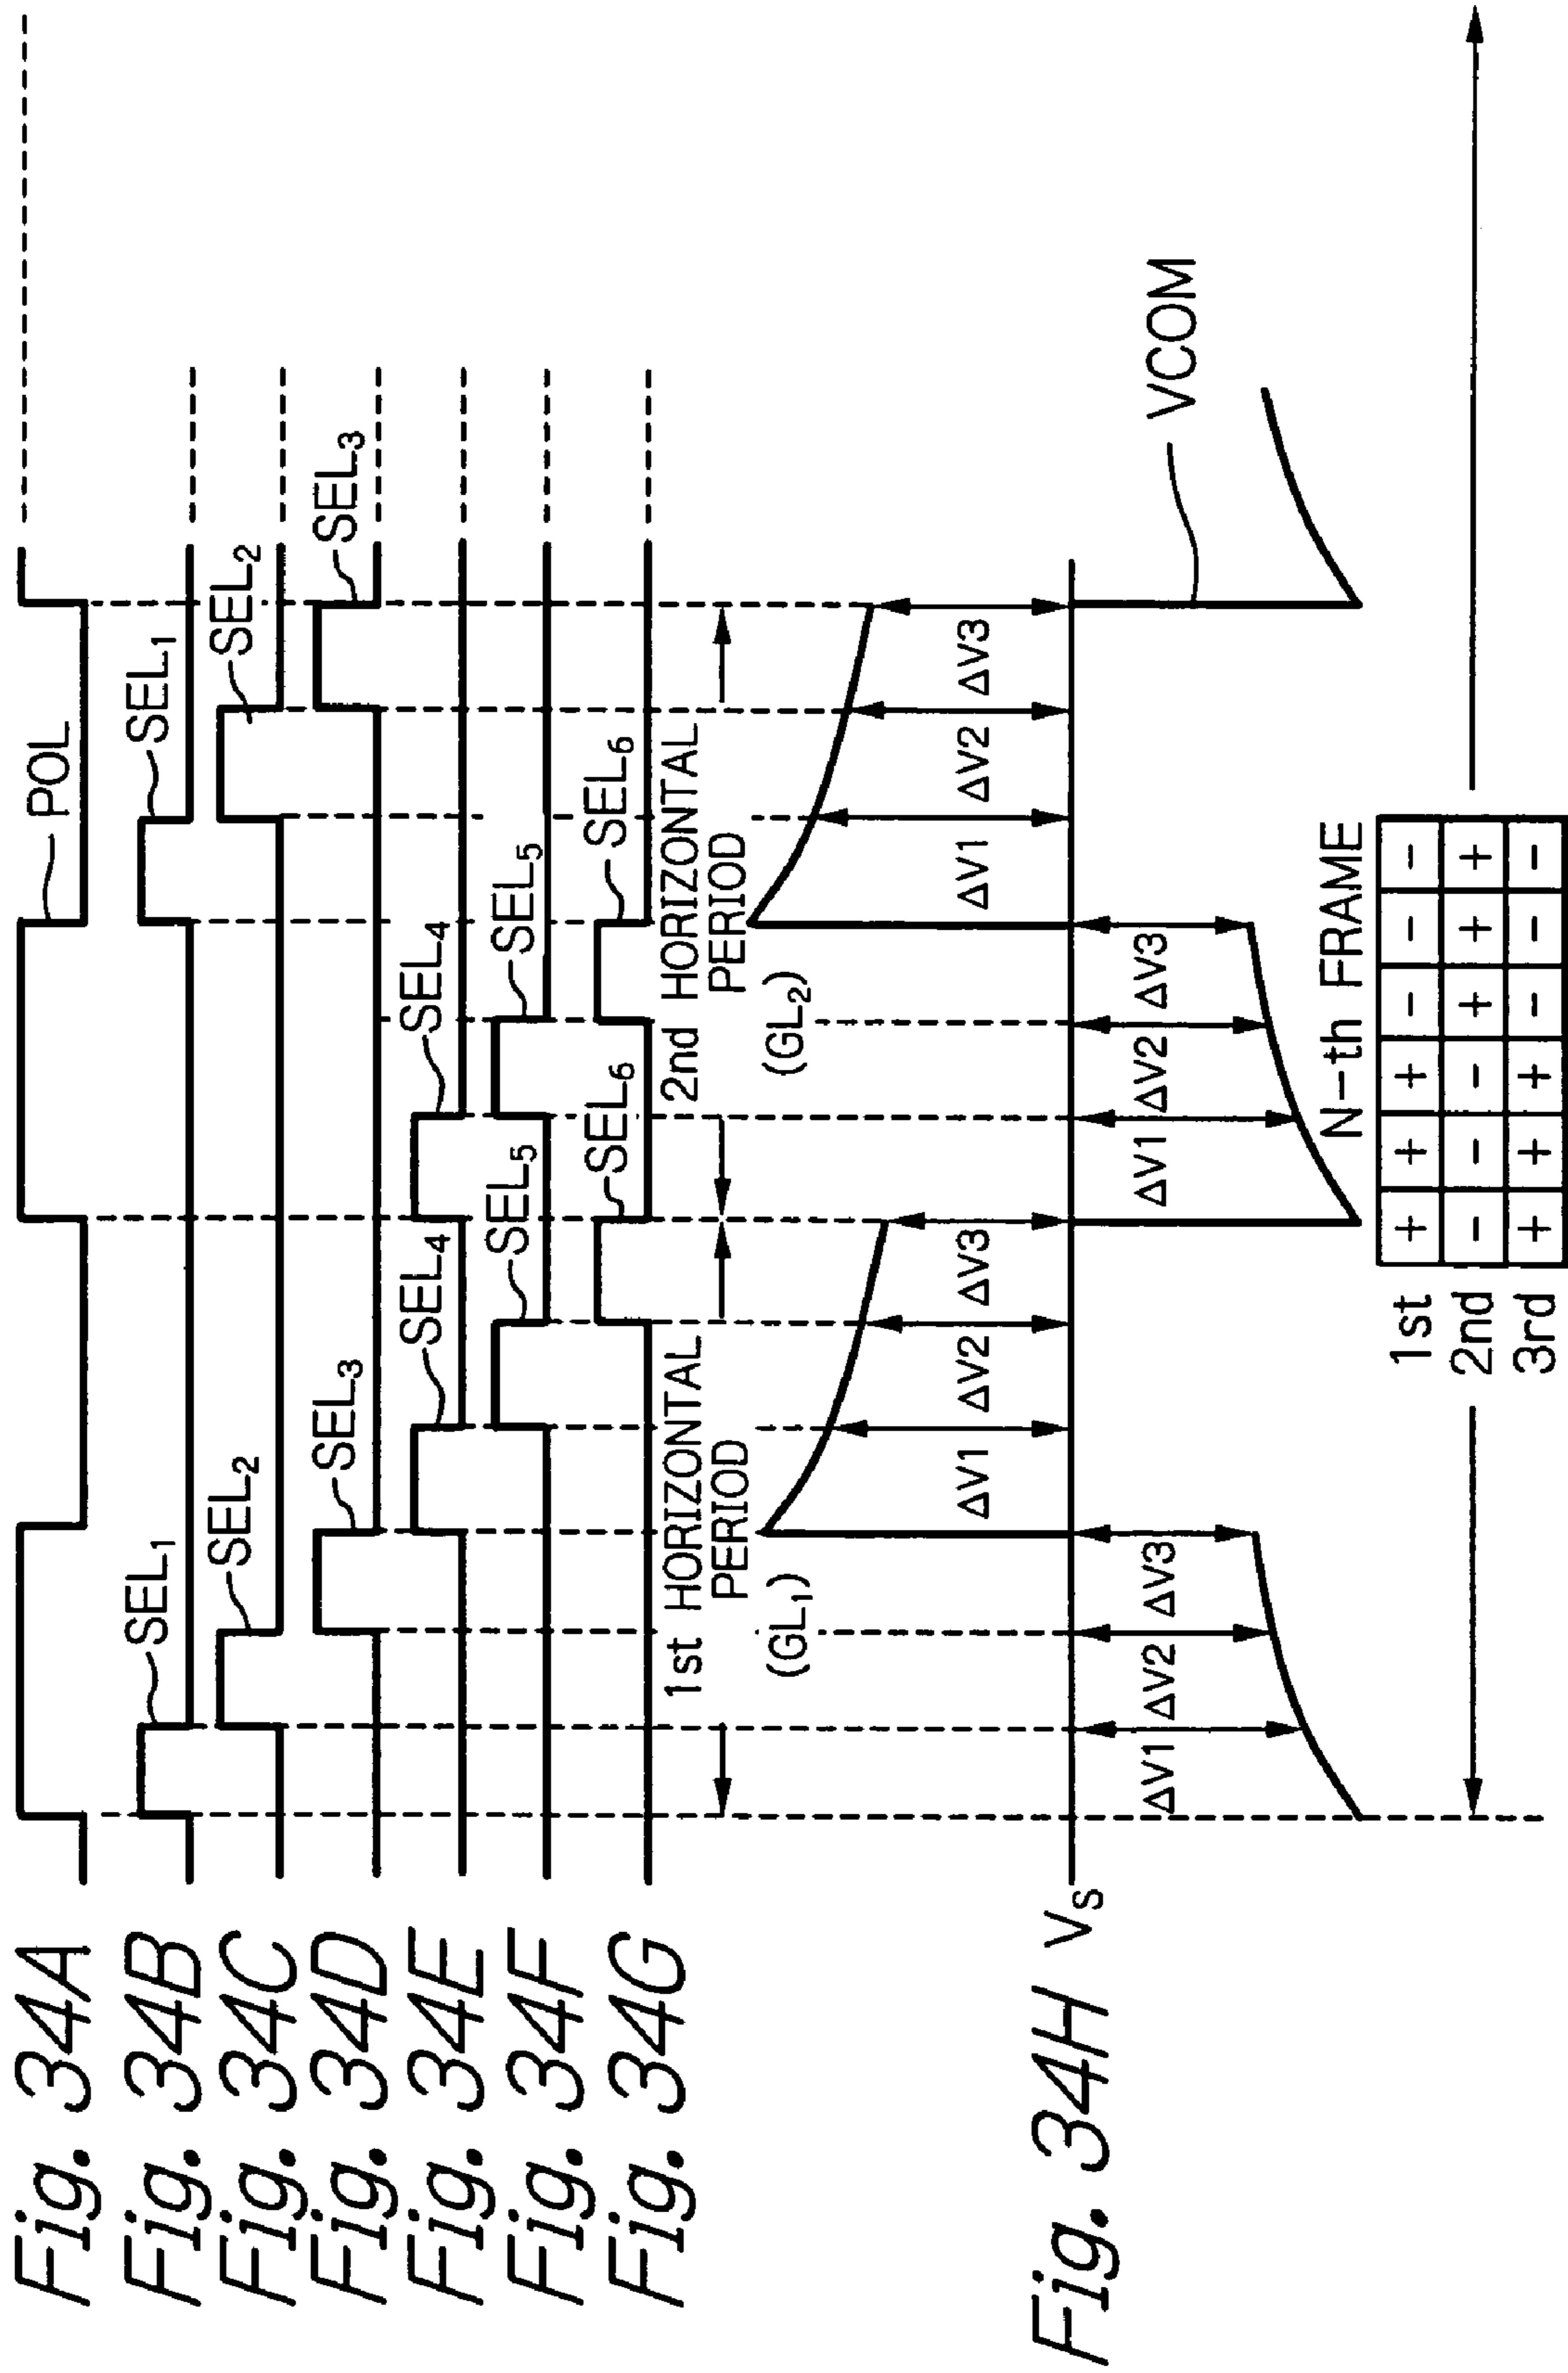 Fig. 34A
POL
Fig. 34B
SEL₁
SEL₁
Fig. 34C
SEL₂
SEL₂
Fig. 34D
SEL₃
SEL₃
Fig. 34E
SEL₄
SEL₄
Fig. 34F
SEL₅
SEL₅
Fig. 34G
SEL₆
SEL₆
1st HORIZONTAL
PERIOD
(GL₁)
2nd HORIZONTAL
PERIOD
(GL₂)
ΔV1 ΔV2 ΔV3
ΔV1 ΔV2 ΔV3
Fig. 34H VS
ΔV1 ΔV2 ΔV3
ΔV1 ΔV2 ΔV3
VCOM
N-th FRAME
1st + + + - - -
2nd - - - + + +
3rd + + + - - -